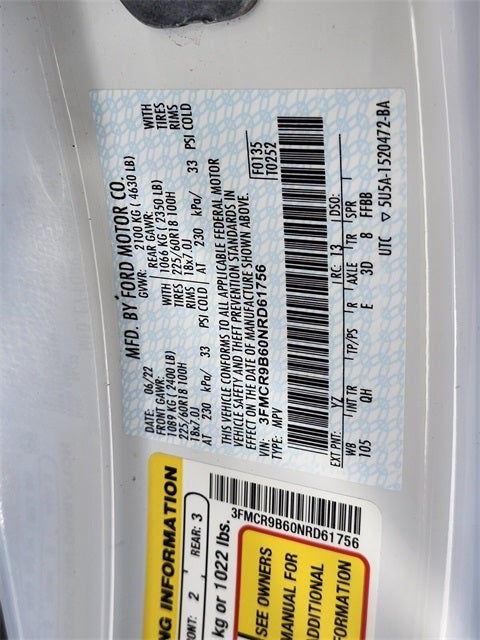 MFD. BY FORD MOTOR CO.
DATE: 06/22 GVWR: 2100 KG ( 4630 LB)
FRONT GAWR: REAR GAWR: WITH
1089 KG ( 2400 LB) 1066 KG ( 2350 LB) TIRES
225/60R18 100H TIRES 225/60R18 100H RIMS
18x7.0J RIMS 18x7.0J
AT 230 kPa/ 33 PSI COLD AT 230 kPa/ 33 PSI COLD
THIS VEHICLE CONFORMS TO ALL APPLICABLE FEDERAL MOTOR
VEHICLE SAFETY AND THEFT PREVENTION STANDARDS IN
EFFECT ON THE DATE OF MANUFACTURE SHOWN ABOVE.
VIN: 3FMCR9B60NRD61756 F0135
TYPE: MPV T0252
EXT PNT: YZ RC: 13 DSO:
WB INT TR TP/PS R AXLE TR SPR
105 QH E 3D 8 FFBB
UTC ▽ 5U5A-1520472-BA
3FMCR9B60NRD61756
NG INFORMATION
ONT: 2 REAR: 3
kg or 1022 lbs.
SEE OWNERS
MANUAL FOR
ADDITIONAL
INFORMATION